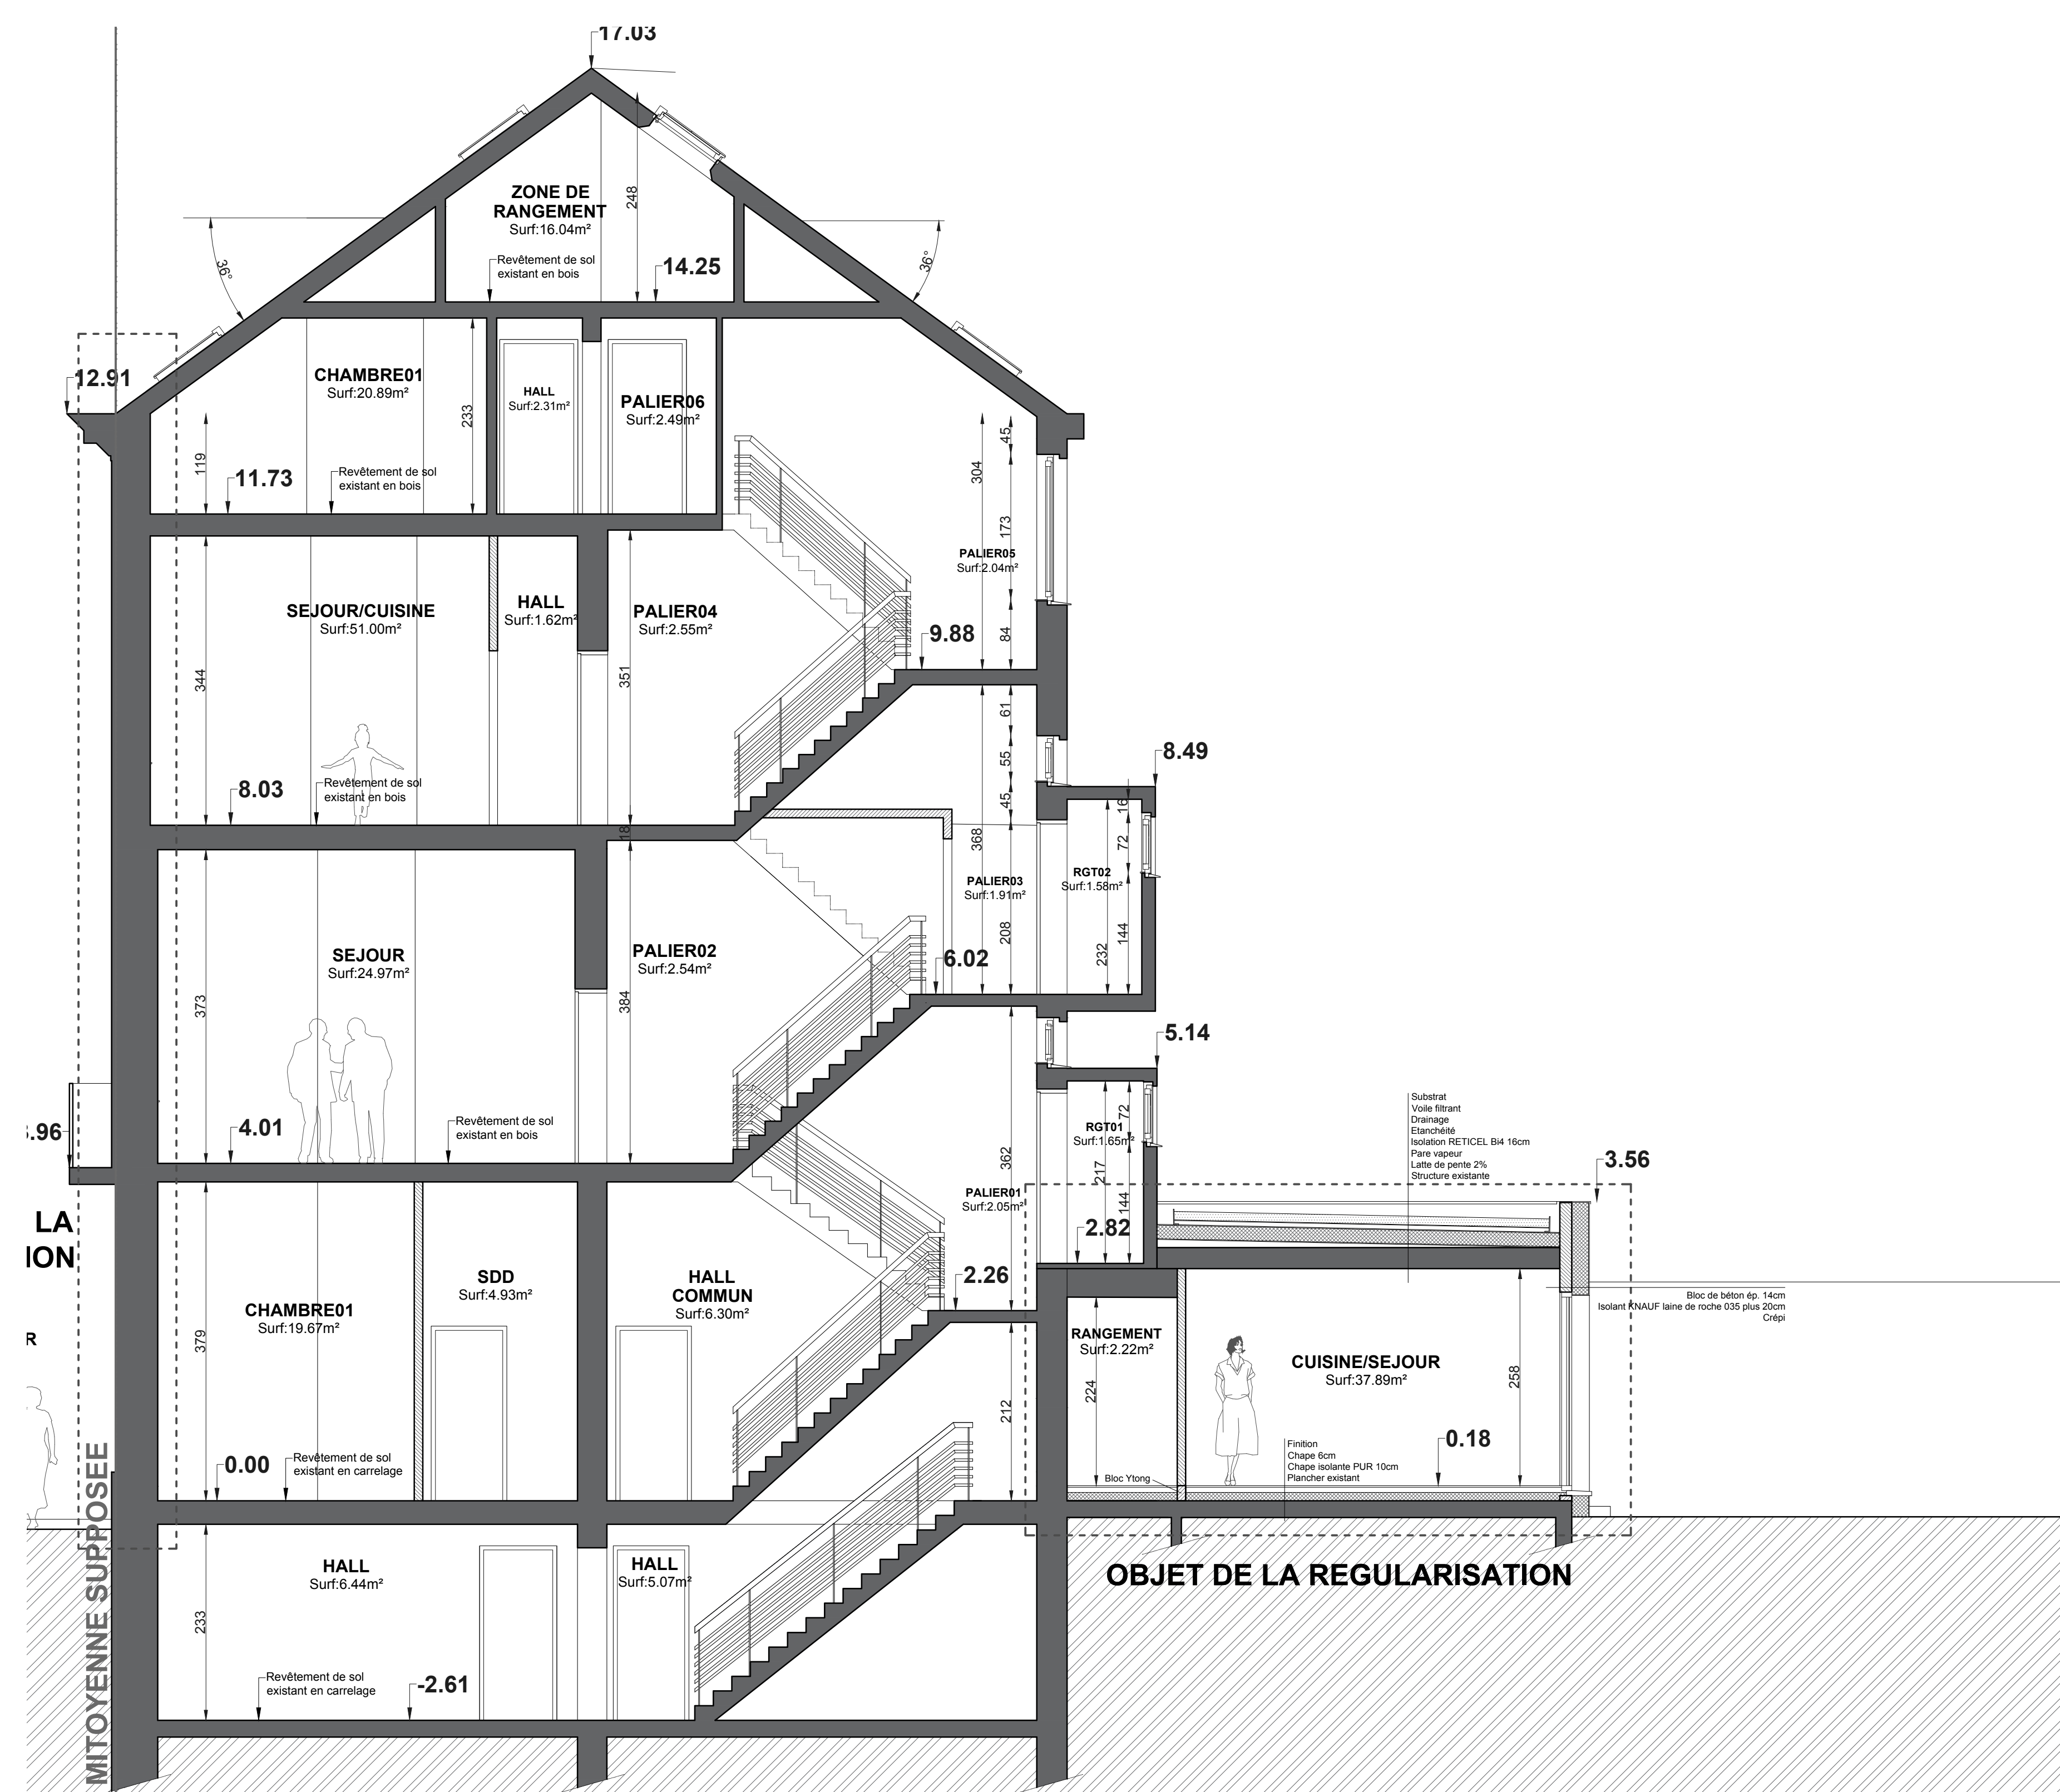 17.03
ZONE DE
RANGEMENT
Surf:16.04m²
248
36°
36°
Revêtement de sol
existant en bois
14.25
12.91
CHAMBRE01
Surf:20.89m²
233
HALL
Surf:2.31m²
PALIER06
Surf:2.49m²
119
11.73
Revêtement de sol
existant en bois
304
45
173
84
PALIER05
Surf:2.04m²
SEJOUR/CUISINE
Surf:51.00m²
HALL
Surf:1.62m²
PALIER04
Surf:2.55m²
344
351
9.88
8.03
Revêtement de sol
existant en bois
18
61
55
45
368
208
8.49
16
72
144
232
RGT02
Surf:1.58m²
PALIER03
Surf:1.91m²
SEJOUR
Surf:24.97m²
PALIER02
Surf:2.54m²
373
384
6.02
5.14
4.01
Revêtement de sol
existant en bois
.96
362
RGT01
Surf:1.65m²
72
217
144
PALIER01
Surf:2.05m²
2.82
Substrat
Voile filtrant
Drainage
Etanchéité
Isolation RETICEL Bi4 16cm
Pare vapeur
Latte de pente 2%
Structure existante
3.56
LA
ION
R
CHAMBRE01
Surf:19.67m²
SDD
Surf:4.93m²
HALL
COMMUN
Surf:6.30m²
379
2.26
212
RANGEMENT
Surf:2.22m²
224
CUISINE/SEJOUR
Surf:37.89m²
258
Bloc de béton ép. 14cm
Isolant KNAUF laine de roche 035 plus 20cm
Crépi
0.00
Revêtement de sol
existant en carrelage
Bloc Ytong
Finition
Chape 6cm
Chape isolante PUR 10cm
Plancher existant
0.18
MITOYENNE SUPPOSEE
HALL
Surf:6.44m²
HALL
Surf:5.07m²
OBJET DE LA REGULARISATION
233
Revêtement de sol
existant en carrelage
-2.61